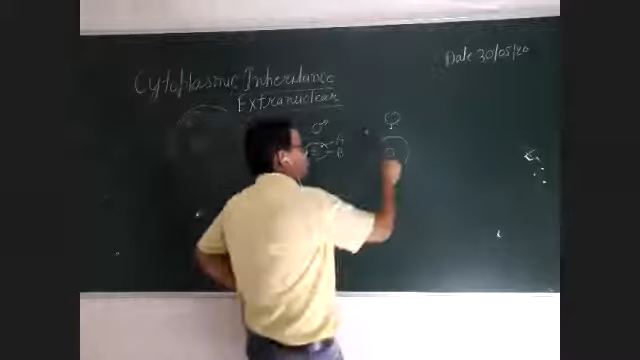 Date 30/05/20
Cytoplasmic Inheritance
Extranuclear
♂ ♀
A
B